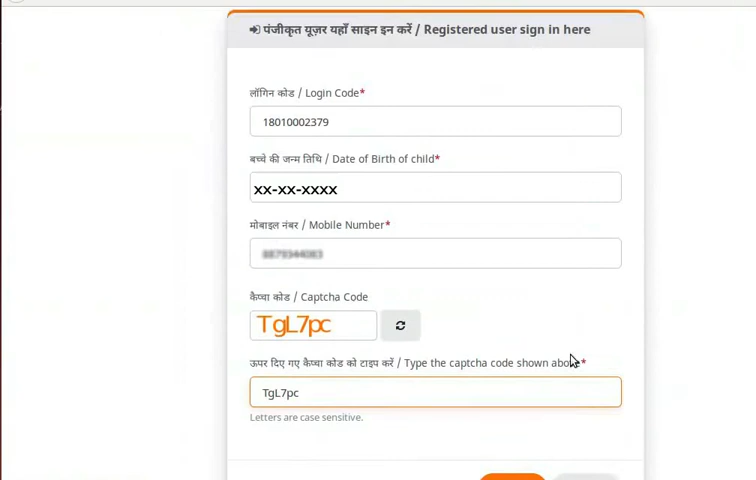 पंजीकृत यूज़र यहाँ साइन इन करें / Registered user sign in here
लॉगिन कोड / Login Code*
18010002379
बच्चे की जन्म तिथि / Date of Birth of child*
xx-xx-xxxx
मोबाइल नंबर / Mobile Number*
कैप्चा कोड / Captcha Code
TgL7pc
ऊपर दिए गए कैप्चा कोड को टाइप करें / Type the captcha code shown above*
TgL7pc
Letters are case sensitive.